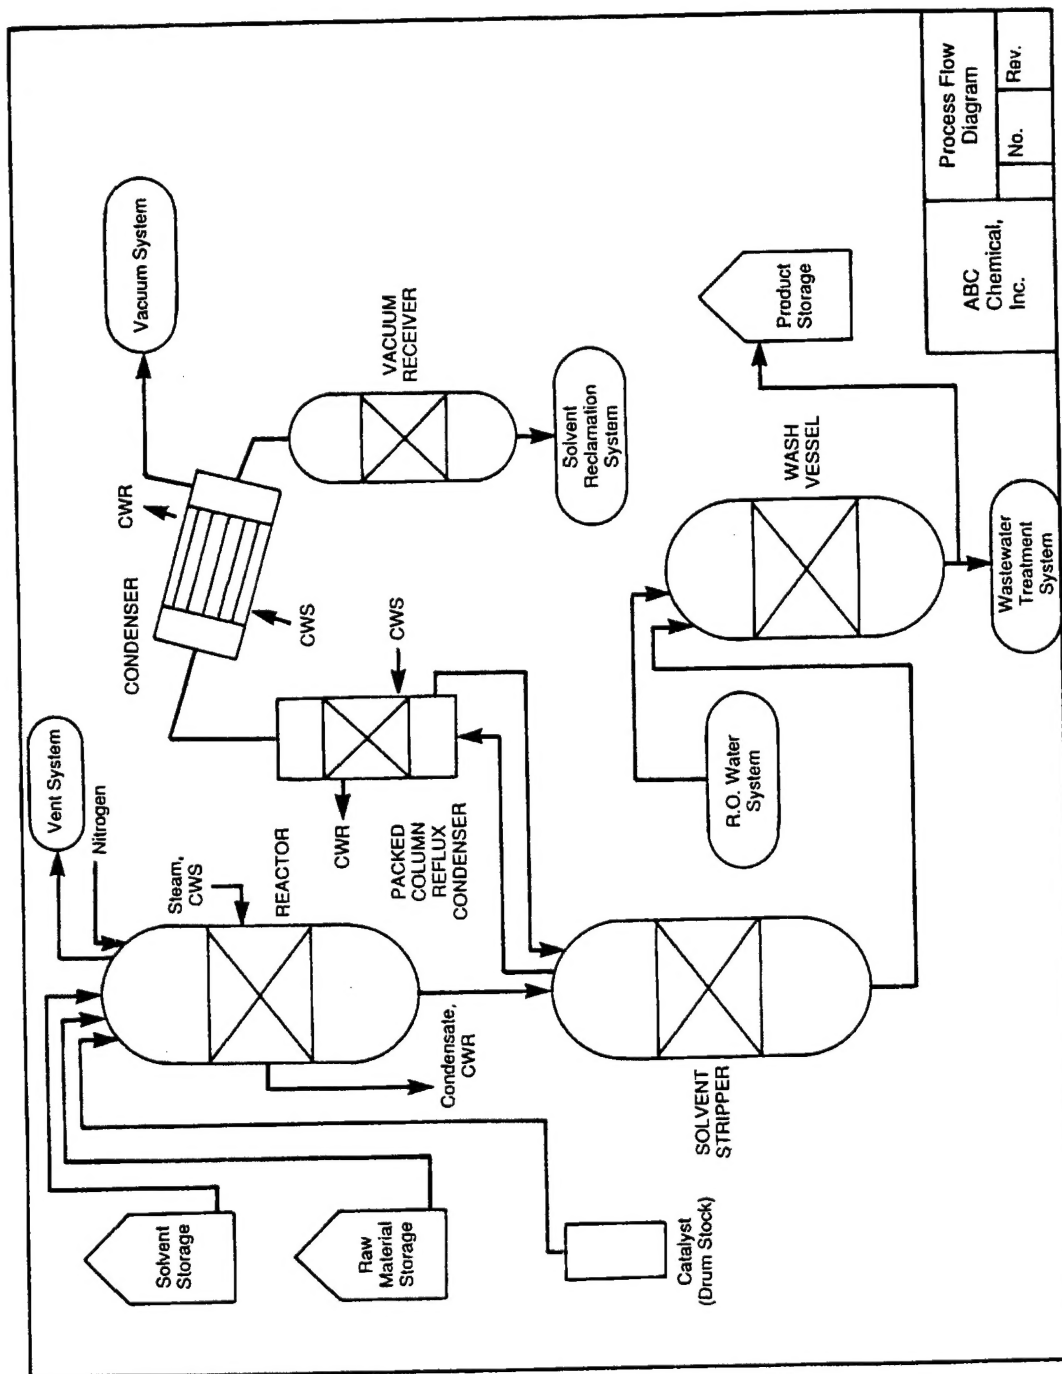 Solvent
Storage
Raw
Material
Storage
Catalyst
(Drum Stock)
Vent System
Nitrogen
Steam,
CWS
REACTOR
Condensate,
CWR
SOLVENT
STRIPPER
CONDENSER
CWR
CWS
Vacuum System
PACKED
COLUMN
REFLUX
CONDENSER
CWR
CWS
VACUUM
RECEIVER
Solvent
Reclamation
System
R.O. Water
System
WASH
VESSEL
Wastewater
Treatment
System
Product
Storage
ABC
Chemical,
Inc.
Process Flow
Diagram
No.
Rev.